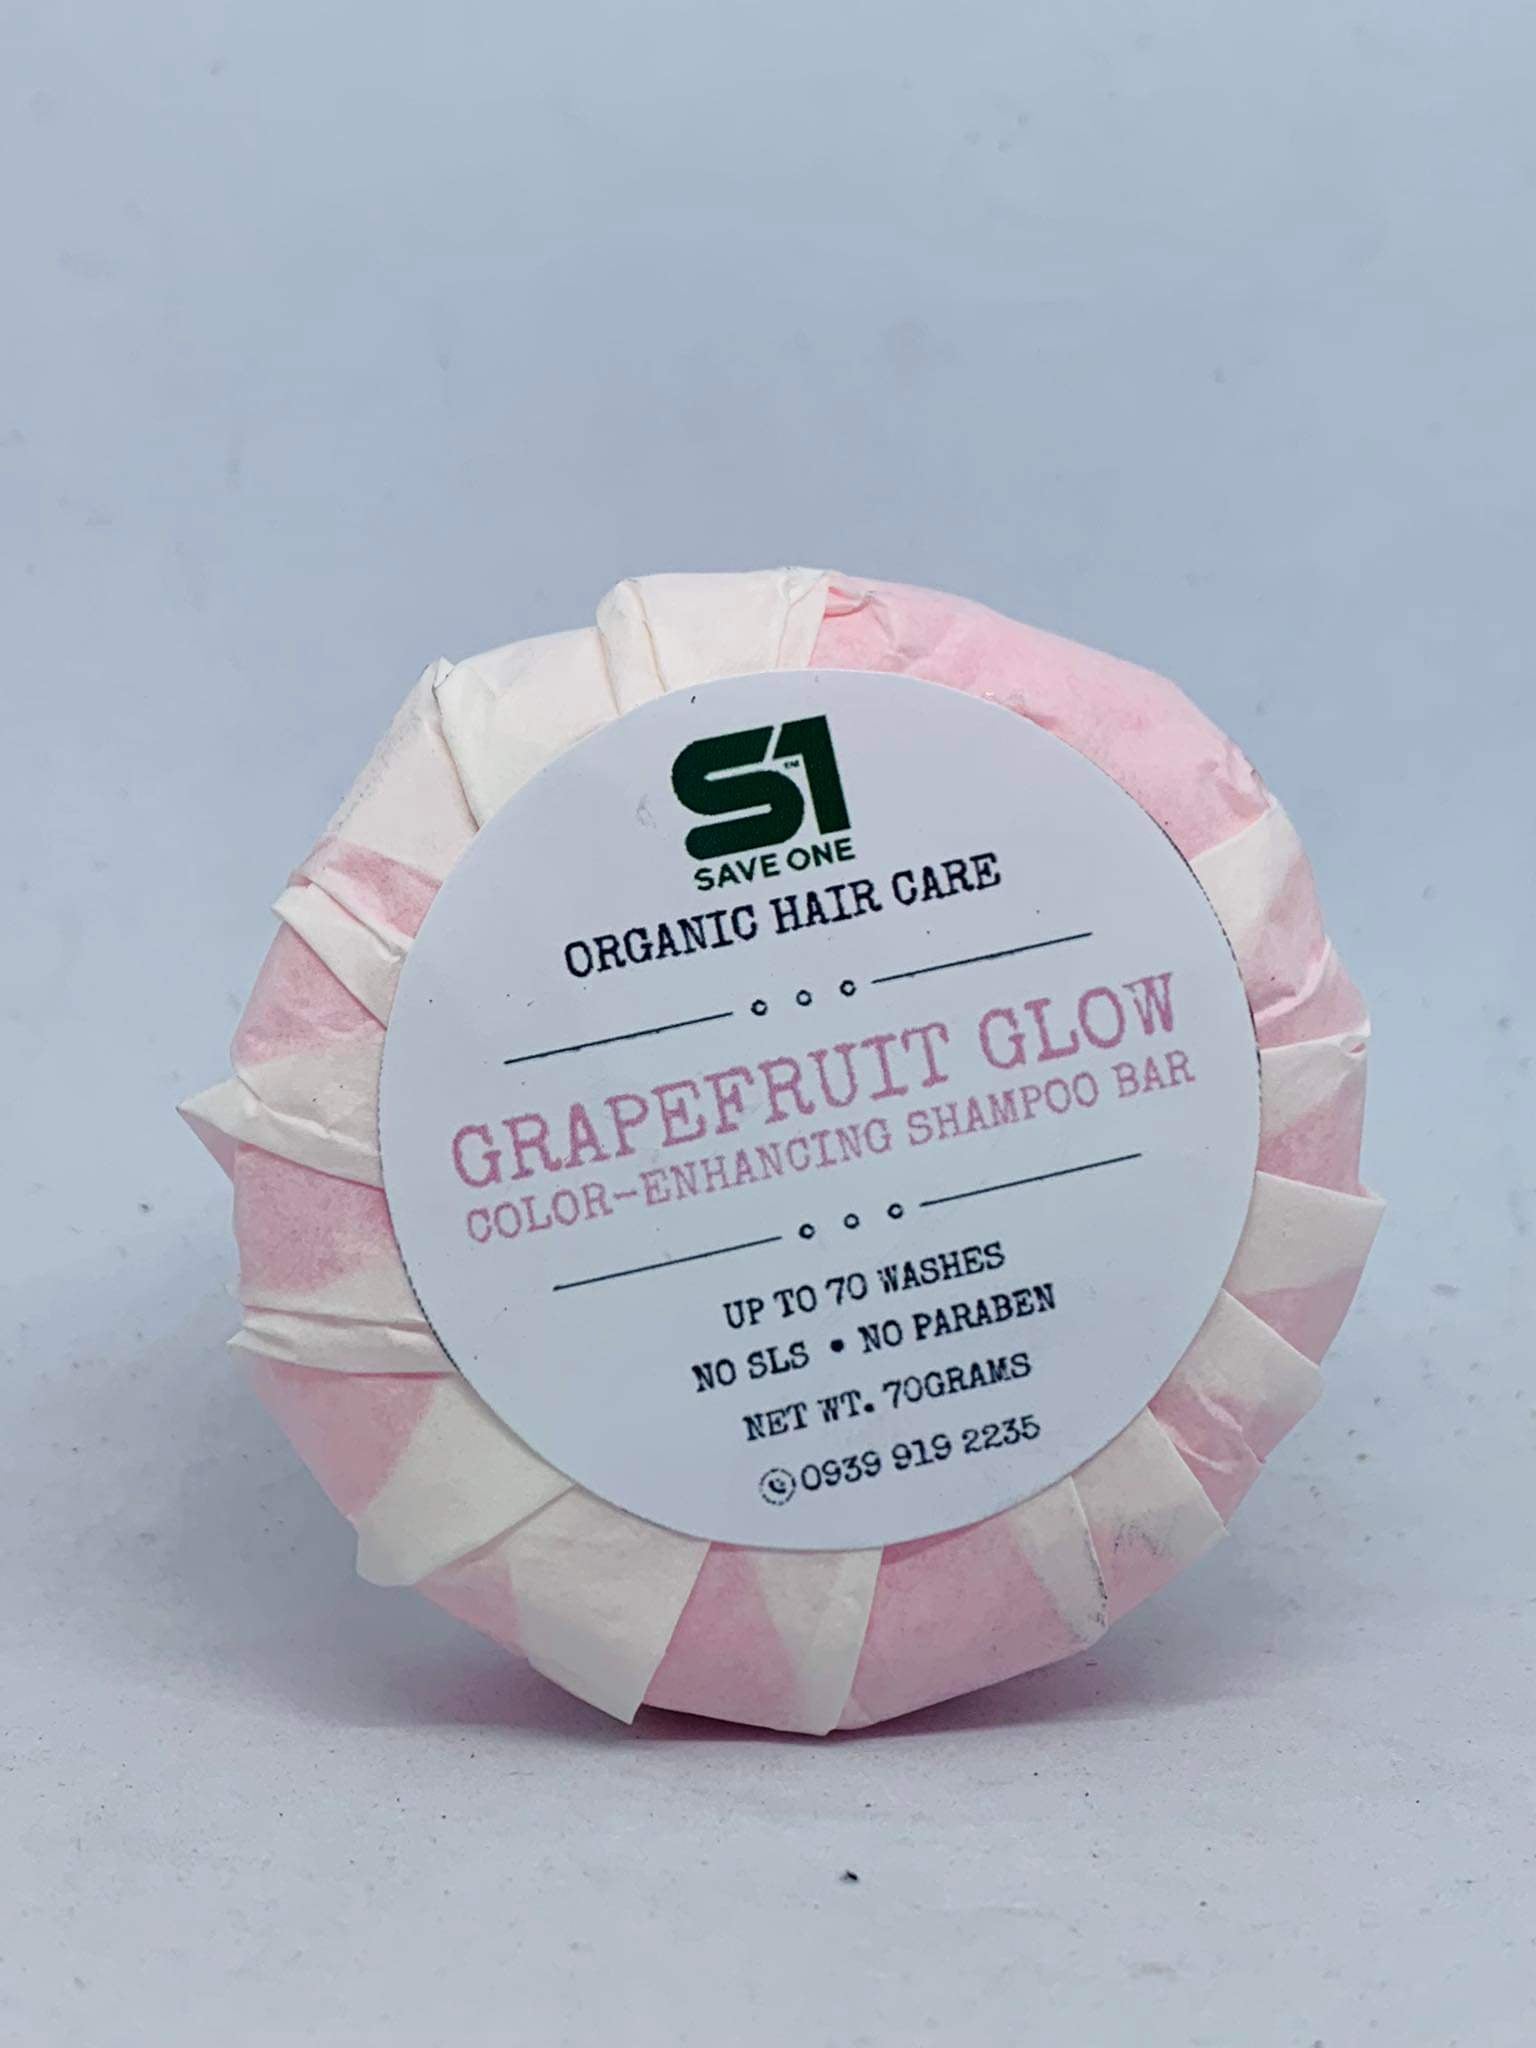 S1
™
SAVE ONE
ORGANIC HAIR CARE
GRAPEFRUIT GLOW
COLOR-ENHANCING SHAMPOO BAR
UP TO 70 WASHES
NO SLS • NO PARABEN
NET WT. 70GRAMS
0939 919 2235